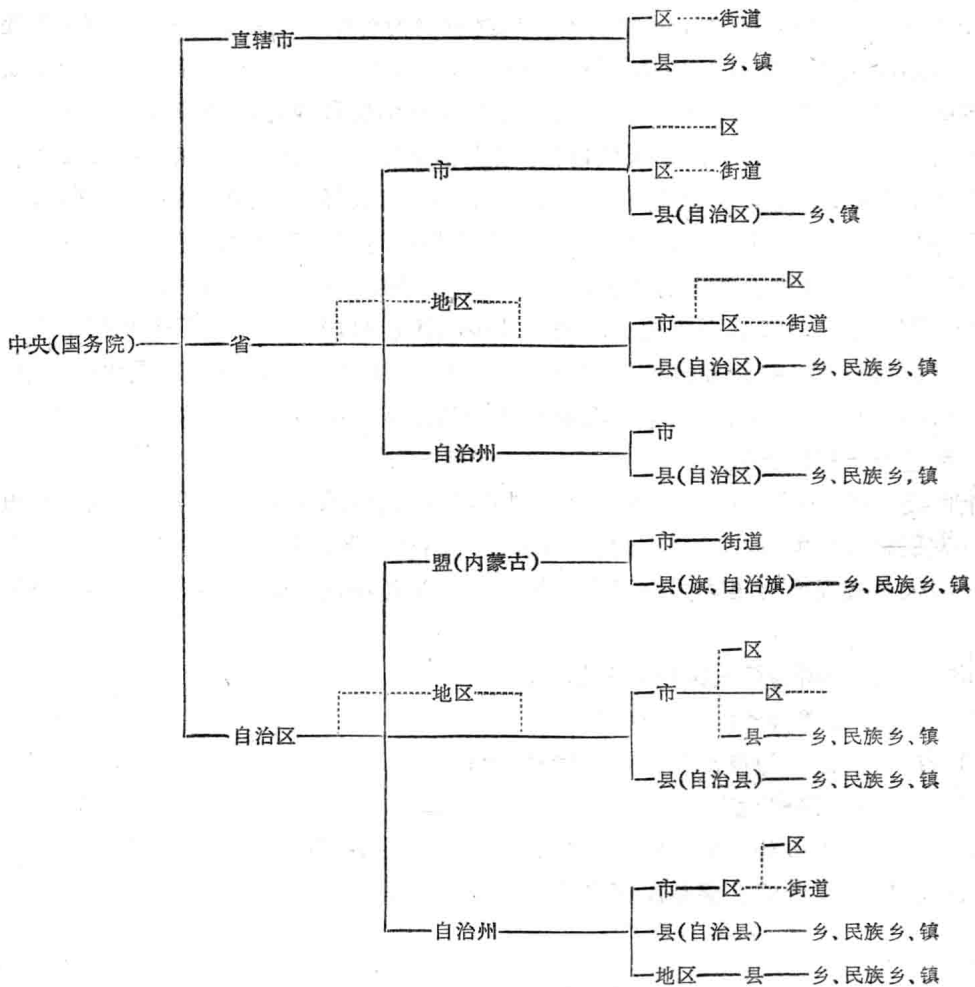 区 街道
直辖市
县 乡、镇
区
市 区 街道
县(自治区) 乡、镇
区
地区
市 区 街道
中央(国务院) 省
县(自治区) 乡、民族乡、镇
市
自治州
县(自治区) 乡、民族乡,镇
市 街道
盟(内蒙古)
县(旗、自治旗) 乡、民族乡、镇
区
地区 市 区
自治区 县 乡、民族乡、镇
县(自治县) 乡、民族乡、镇
区
市 区 街道
自治州 县(自治县) 乡、民族乡、镇
地区 县 乡、民族乡、镇